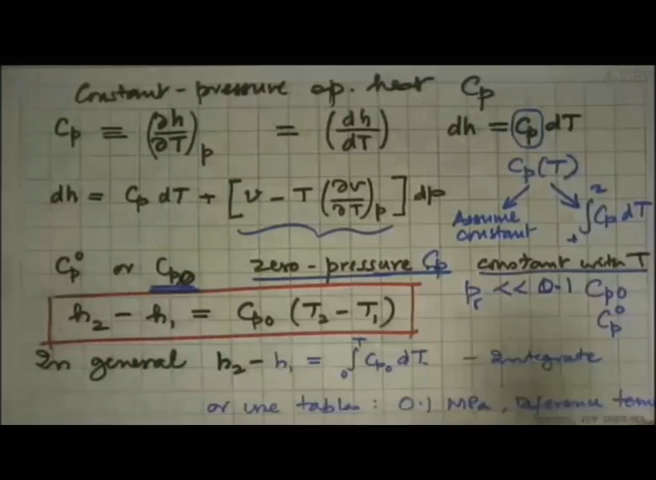 Constant-pressure sp. heat Cp
Cp ≡ (∂h/∂T)p = (dh/dT) dh = Cp dT
Cp(T)
dh = Cp dT + [v - T (∂v/∂T)p] dp
Assume constant
∫₁² Cp dT
Cp° or Cp0 zero-pressure Cp constant with T
h₂ - h₁ = Cp0 (T₂ - T₁)
pr << 0.1 Cp0
Cp°
In general h₂ - h₁ = ∫₀ᵀ Cp0 dT. - Integrate
or use tables: 0.1 MPa,